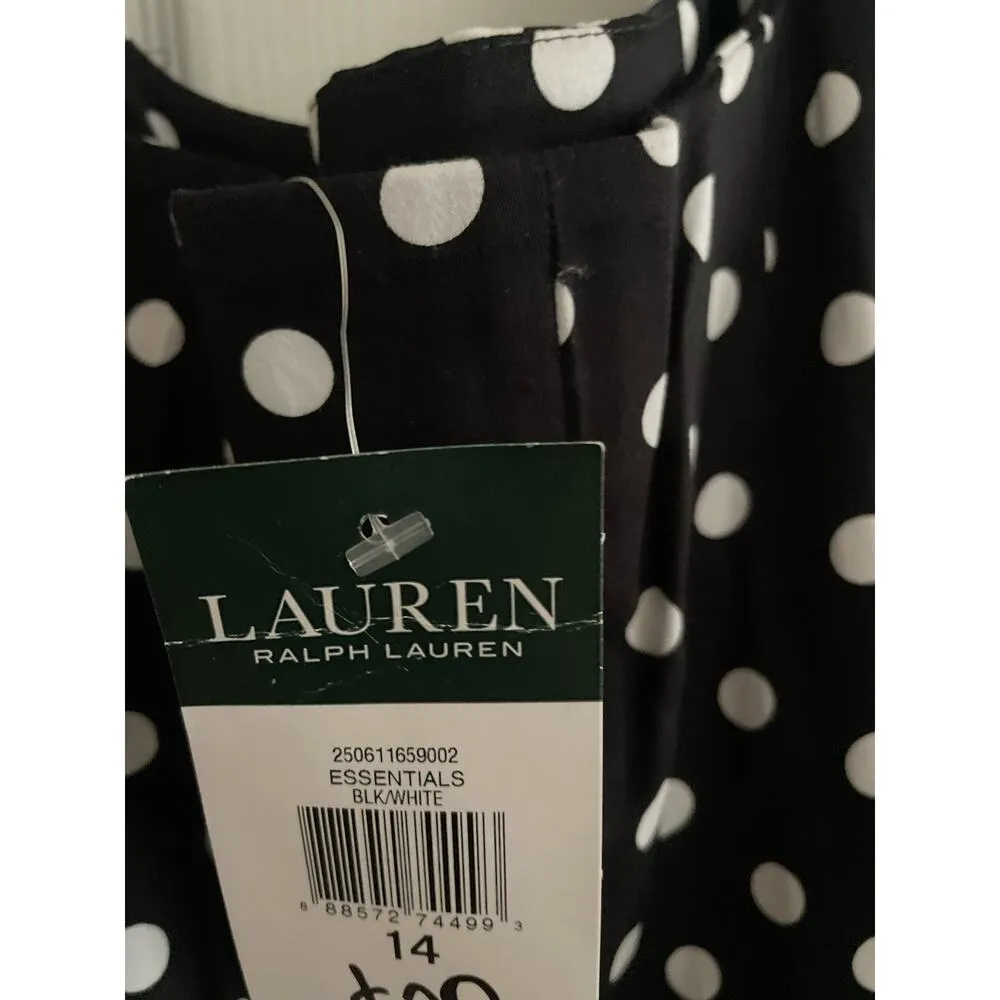 LAUREN
RALPH LAUREN
250611659002
ESSENTIALS
BLK/WHITE
8 88572 74499 3
14